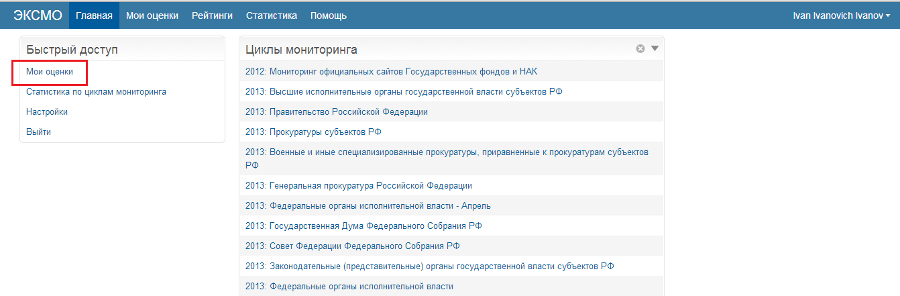 ЭКСМО Главная Мои оценки Рейтинги Статистика Помощь Ivan Ivanovich Ivanov
Быстрый доступ
Мои оценки
Статистика по циклам мониторинга
Настройки
Выйти
Циклы мониторинга
2012: Мониторинг официальных сайтов Государственных фондов и НАК
2013: Высшие исполнительные органы государственной власти субъектов РФ
2013: Правительство Российской Федерации
2013: Прокуратуры субъектов РФ
2013: Военные и иные специализированные прокуратуры, приравненные к прокуратурам субъектов
РФ
2013: Генеральная прокуратура Российской Федерации
2013: Федеральные органы исполнительной власти - Апрель
2013: Государственная Дума Федерального Собрания РФ
2013: Совет Федерации Федерального Собрания РФ
2013: Законодательные (представительные) органы государственной власти субъектов РФ
2013: Федеральные органы исполнительной власти